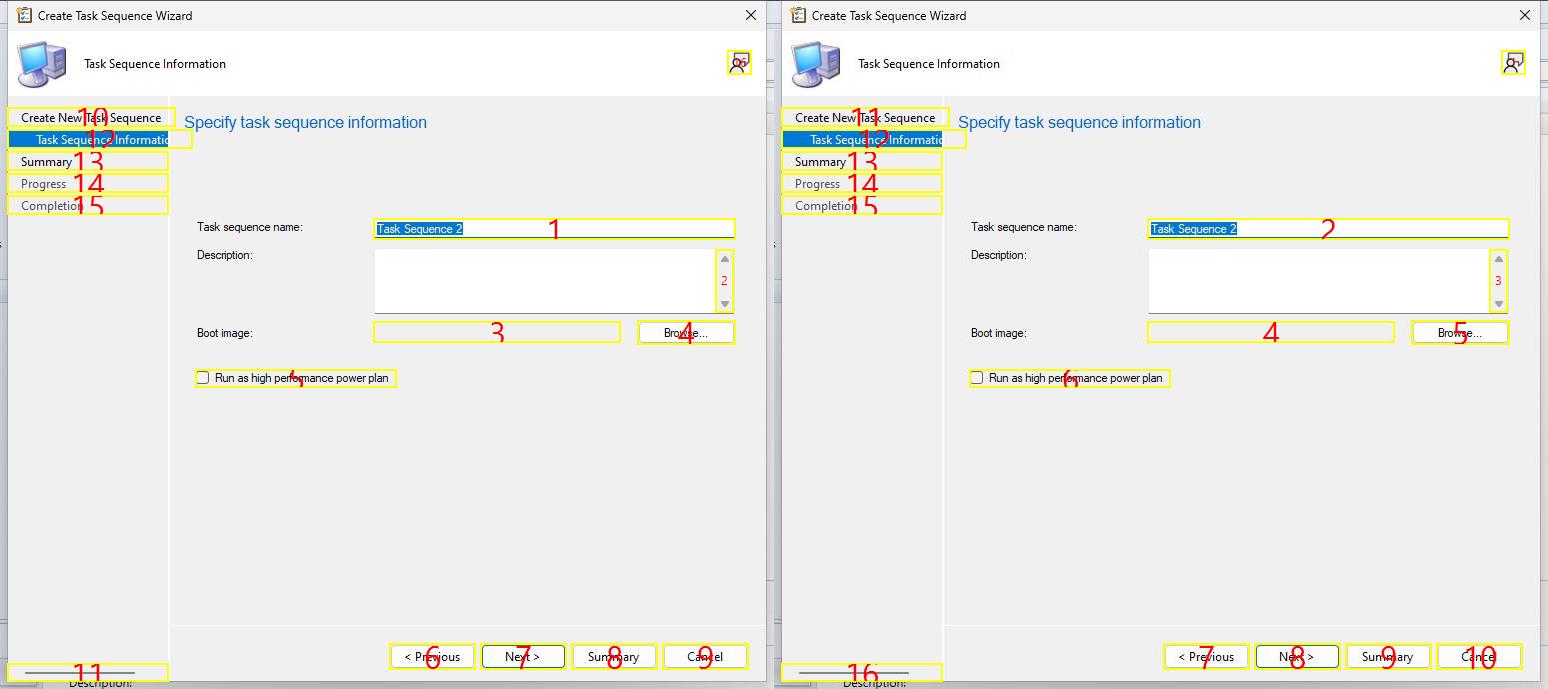 Create Task Sequence Wizard
Task Sequence Information
16
Create New Task Sequence
10
Task Sequence Informatio
12
Summary
13
Progress
14
Completion
15
11
Specify task sequence information
Task sequence name:
Task Sequence 2
1
Description:
2
Boot image:
3
Browse...
4
Run as high performance power plan
5
< Previous
6
Next >
7
Summary
8
Cancel
9
Description:
Create Task Sequence Wizard
Task Sequence Information
1
Create New Task Sequence
11
Task Sequence Informatio
12
Summary
13
Progress
14
Completion
15
16
Specify task sequence information
Task sequence name:
Task Sequence 2
2
Description:
3
Boot image:
4
Browse...
5
Run as high performance power plan
6
< Previous
7
Next >
8
Summary
9
Cancel
10
Description: